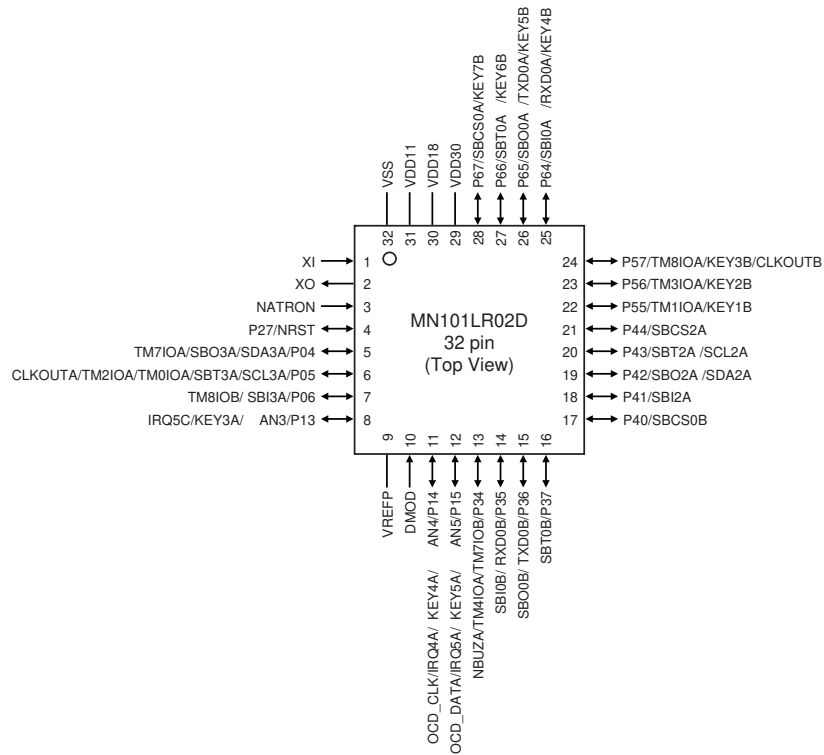 VSS
VDD11
VDD18
VDD30
P67/SBCS0A/KEY7B
P66/SBT0A /KEY6B
P65/SBO0A /TXD0A/KEY5B
P64/SBI0A /RXD0A/KEY4B
32
31
30
29
28
27
26
25
XI
1
XO
2
NATRON
3
P27/NRST
4
TM7IOA/SBO3A/SDA3A/P04
5
CLKOUTA/TM2IOA/TM0IOA/SBT3A/SCL3A/P05
6
TM8IOB/ SBI3A/P06
7
IRQ5C/KEY3A/ AN3/P13
8
MN101LR02D
32 pin
(Top View)
24
P57/TM8IOA/KEY3B/CLKOUTB
23
P56/TM3IOA/KEY2B
22
P55/TM1IOA/KEY1B
21
P44/SBCS2A
20
P43/SBT2A /SCL2A
19
P42/SBO2A /SDA2A
18
P41/SBI2A
17
P40/SBCS0B
9
10
11
12
13
14
15
16
VREFP
DMOD
OCD_CLK/IRQ4A/ KEY4A/ AN4/P14
OCD_DATA/IRQ5A/ KEY5A/ AN5/P15
NBUZA/TM4IOA/TM7IOB/P34
SBI0B/ RXD0B/P35
SBO0B/ TXD0B/P36
SBT0B/P37